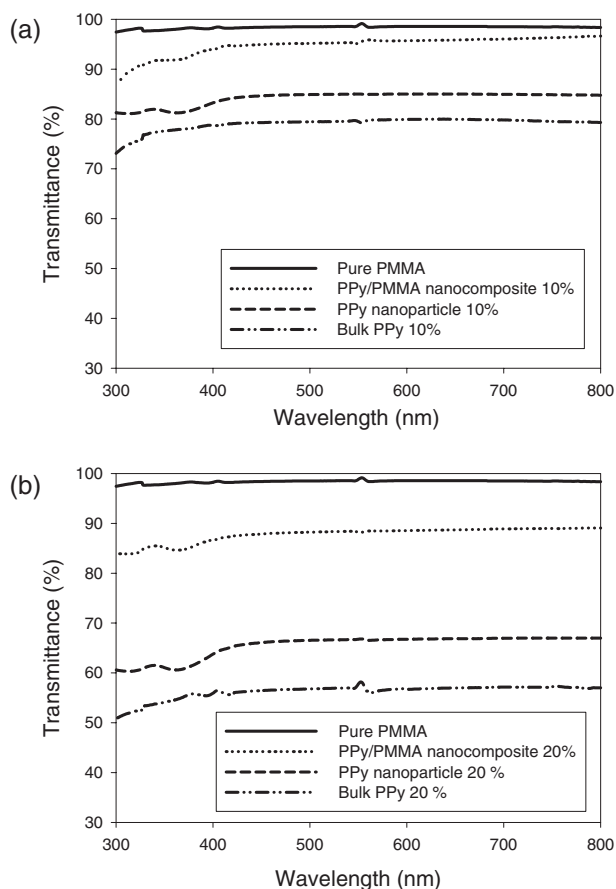 (a)
Transmittance (%)
100
90
80
70
60
50
40
30
Pure PMMA
PPy/PMMA nanocomposite 10%
PPy nanoparticle 10%
Bulk PPy 10%
300 400 500 600 700 800
Wavelength (nm)
(b)
Transmittance (%)
100
90
80
70
60
50
40
30
Pure PMMA
PPy/PMMA nanocomposite 20%
PPy nanoparticle 20 %
Bulk PPy 20 %
300 400 500 600 700 800
Wavelength (nm)